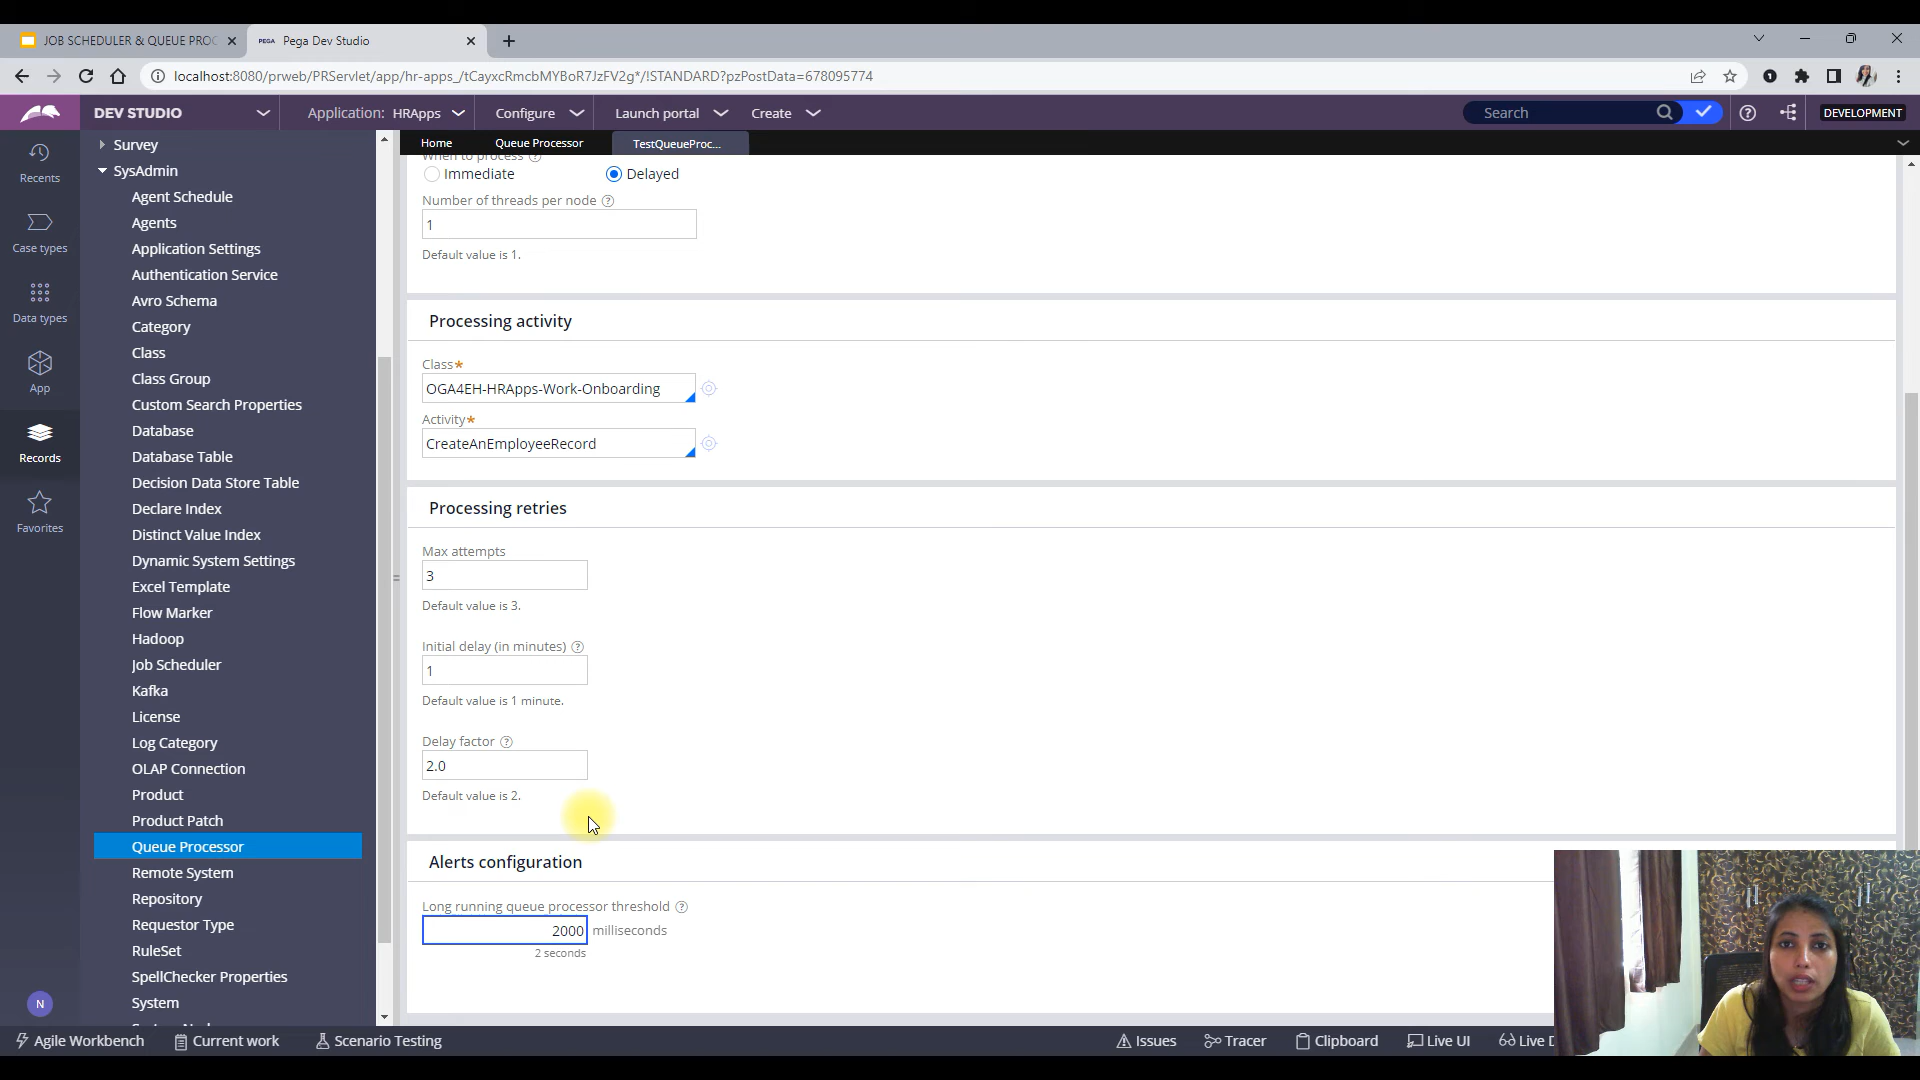 JOB SCHEDULER & QUEUE PROC
PEGA Pega Dev Studio
localhost:8080/prweb/PRServlet/app/hr-apps_/tCayxcRmcbMYBoR7JzFV2g*/!STANDARD?pzPostData=678095774
DEV STUDIO
Application: HRApps
Configure
Launch portal
Create
Search
DEVELOPMENT
Recents
Case types
Data types
App
Records
Favorites
N
Survey
SysAdmin
Agent Schedule
Agents
Application Settings
Authentication Service
Avro Schema
Category
Class
Class Group
Custom Search Properties
Database
Database Table
Decision Data Store Table
Declare Index
Distinct Value Index
Dynamic System Settings
Excel Template
Flow Marker
Hadoop
Job Scheduler
Kafka
License
Log Category
OLAP Connection
Product
Product Patch
Queue Processor
Remote System
Repository
Requestor Type
RuleSet
SpellChecker Properties
System
Home
Queue Processor
TestQueueProc...
When to process
Immediate
Delayed
Number of threads per node
1
Default value is 1.
Processing activity
Class*
OGA4EH-HRApps-Work-Onboarding
Activity*
CreateAnEmployeeRecord
Processing retries
Max attempts
3
Default value is 3.
Initial delay (in minutes)
1
Default value is 1 minute.
Delay factor
2.0
Default value is 2.
Alerts configuration
Long running queue processor threshold
2000 milliseconds
2 seconds
Agile Workbench
Current work
Scenario Testing
Issues
Tracer
Clipboard
Live UI
Live D